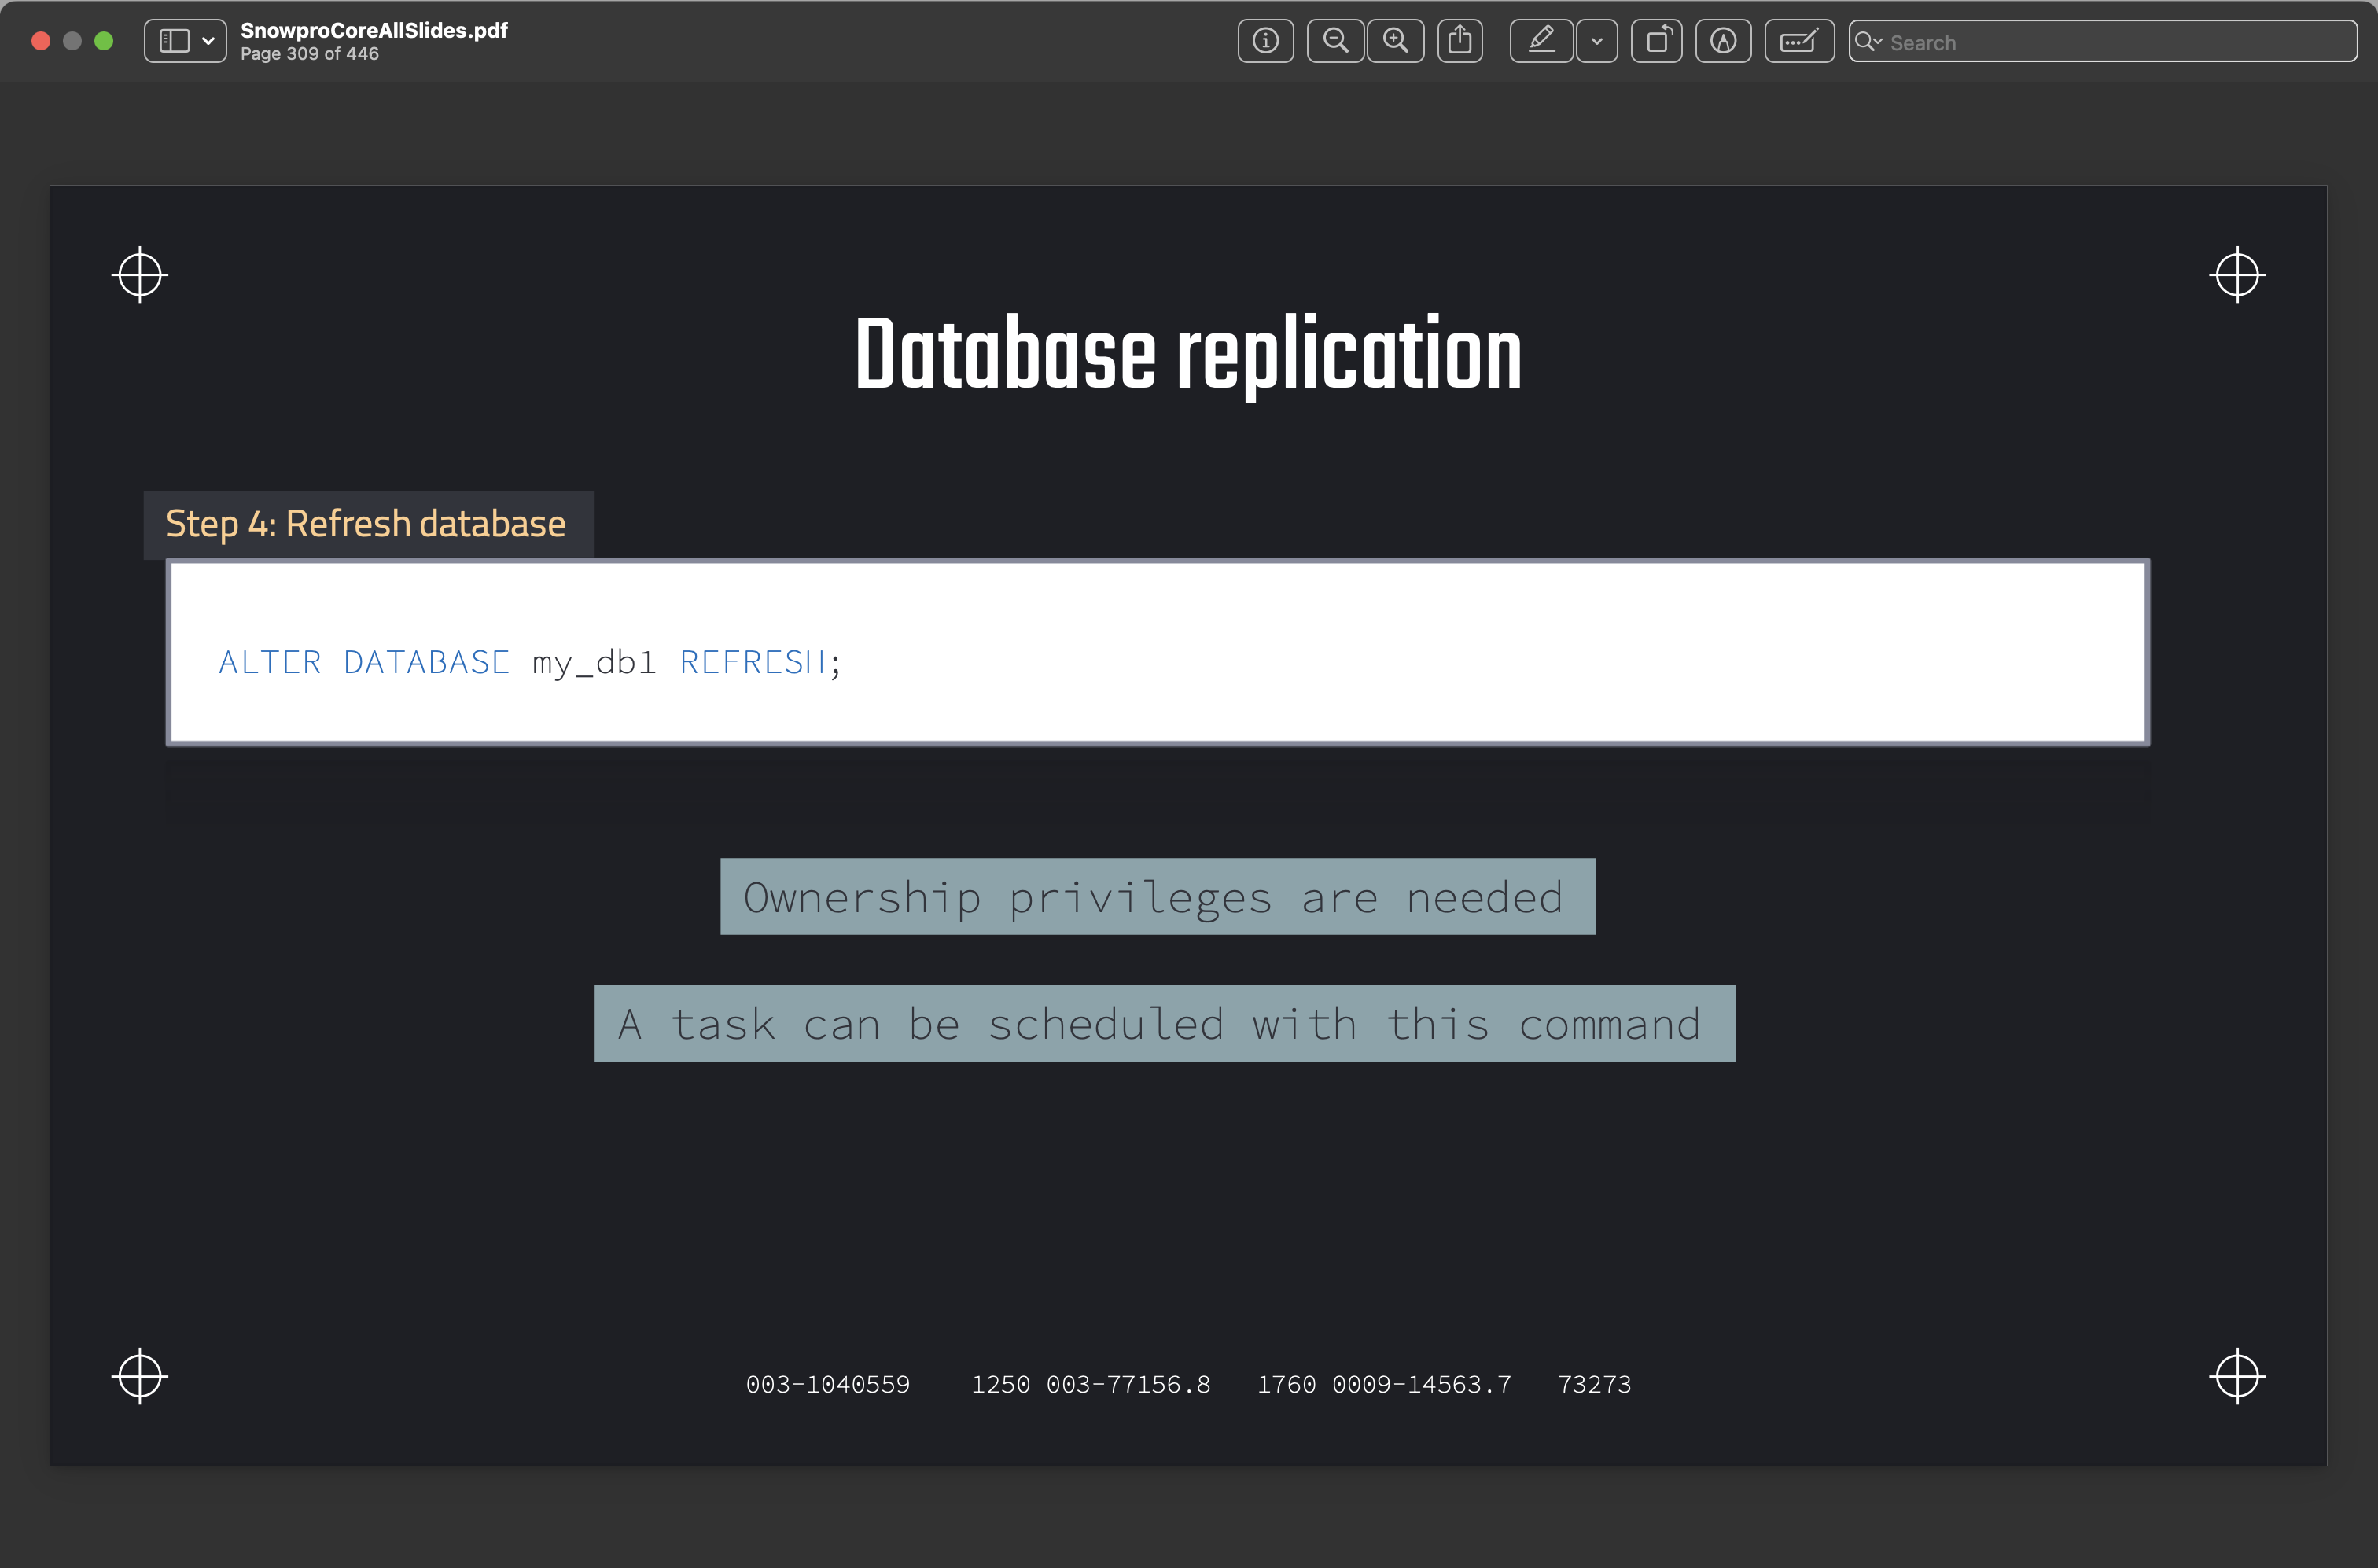 SnowproCoreAllSlides.pdf
Page 309 of 446
Search
Database replication
Step 4: Refresh database
ALTER DATABASE my_db1 REFRESH;
Ownership privileges are needed
A task can be scheduled with this command
003-1040559 1250 003-77156.8 1760 0009-14563.7 73273